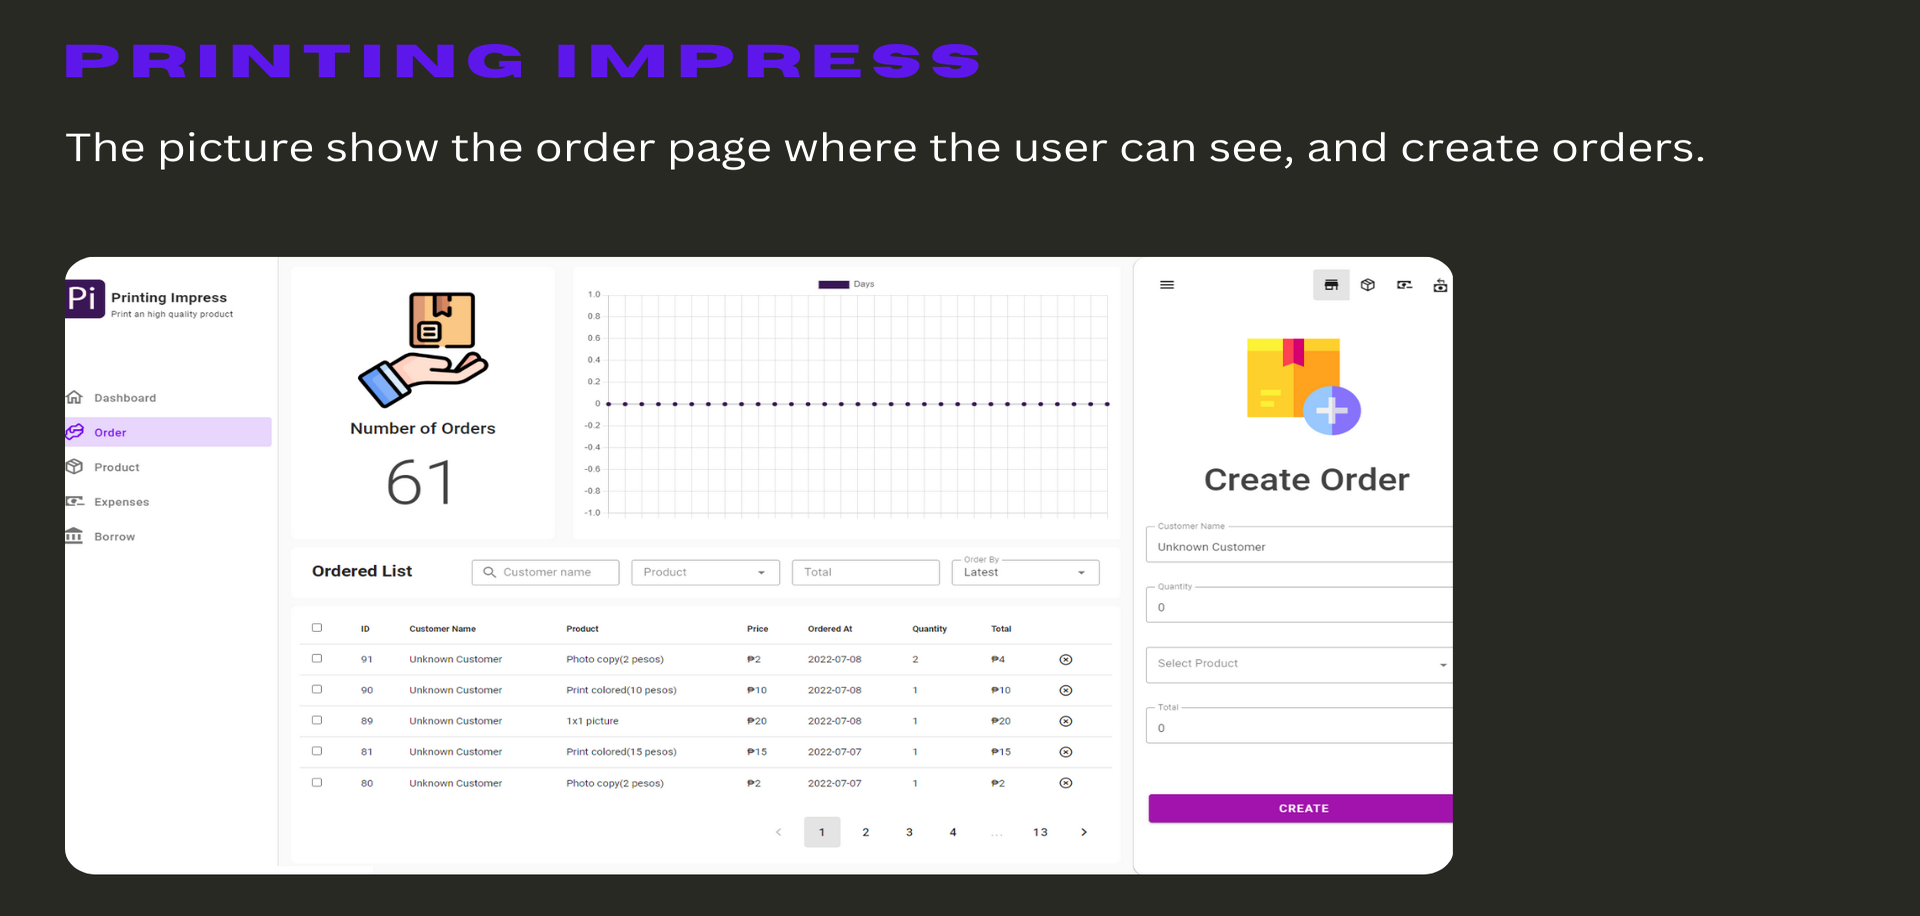 PRINTING IMPRESS
The picture show the order page where the user can see, and create orders.
Pi
Printing Impress
Print an high quality product
Dashboard
Order
Product
Expenses
Borrow
Number of Orders
61
Days
1.0
0.8
0.6
0.4
0.2
0
-0.2
-0.4
-0.6
-0.8
-1.0
Ordered List
Customer name
Product
Total
Order By
Latest
ID Customer Name Product Price Ordered At Quantity Total
91 Unknown Customer Photo copy(2 pesos) ₱2 2022-07-08 2 ₱4
90 Unknown Customer Print colored(10 pesos) ₱10 2022-07-08 1 ₱10
89 Unknown Customer 1x1 picture ₱20 2022-07-08 1 ₱20
81 Unknown Customer Print colored(15 pesos) ₱15 2022-07-07 1 ₱15
80 Unknown Customer Photo copy(2 pesos) ₱2 2022-07-07 1 ₱2
1 2 3 4 ... 13
Create Order
Customer Name
Unknown Customer
Quantity
0
Select Product
Total
0
CREATE